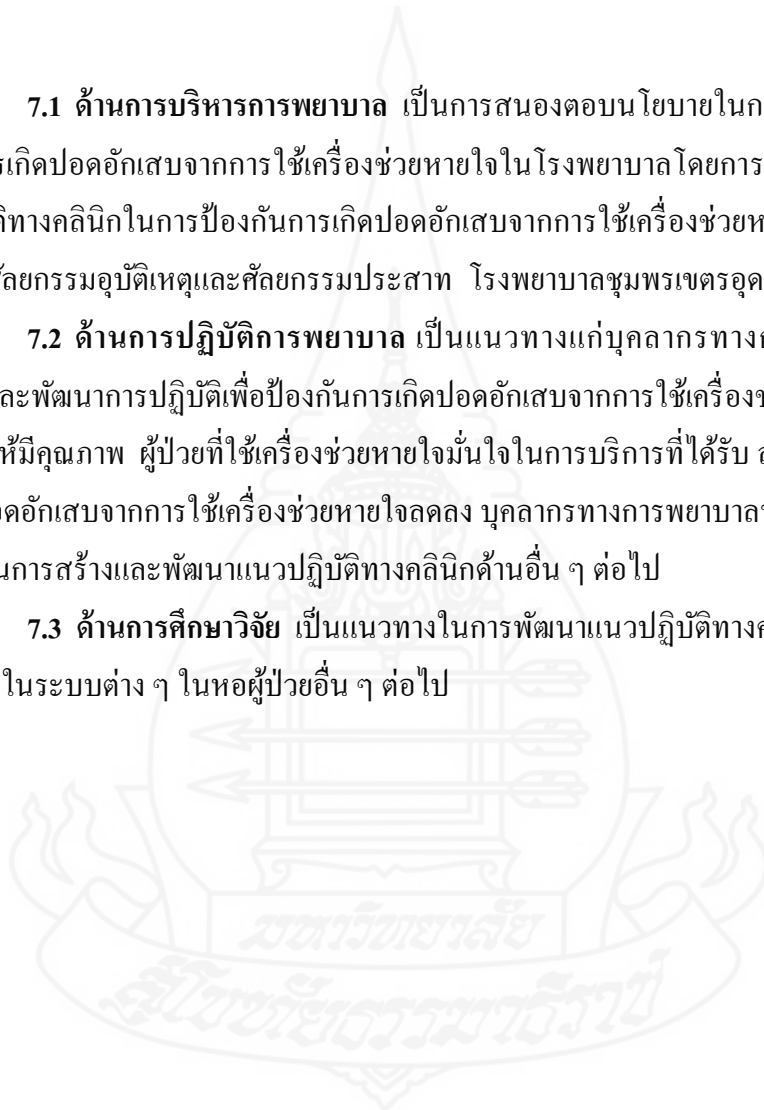 7.1 ด้านการบริหารการพยาบาล เป็นการสนองตอบนโยบายในก
รเกิดปอดอักเสบจากการใช้เครื่องช่วยหายใจในโรงพยาบาลโดยการ
ติทางคลินิกในการป้องกันการเกิดปอดอักเสบจากการใช้เครื่องช่วยห
ศัลยกรรมอุบัติเหตุและศัลยกรรมประสาท โรงพยาบาลชุมพรเขตรอุด
7.2 ด้านการปฏิบัติการพยาบาล เป็นแนวทางแก่บุคลากรทางก
ละพัฒนาการปฏิบัติเพื่อป้องกันการเกิดปอดอักเสบจากการใช้เครื่องช
ห้มีคุณภาพ ผู้ป่วยที่ใช้เครื่องช่วยหายใจมั่นใจในการบริการที่ได้รับ ส
อดอักเสบจากการใช้เครื่องช่วยหายใจลดลง บุคลากรทางการพยาบาล
นการสร้างและพัฒนาแนวปฏิบัติทางคลินิกด้านอื่น ๆ ต่อไป
7.3 ด้านการศึกษาวิจัย เป็นแนวทางในการพัฒนาแนวปฏิบัติทางค
ในระบบต่าง ๆ ในหอผู้ป่วยอื่น ๆ ต่อไป
มหาวิทยาลัย
สุโขทัยธรรมาธิราช